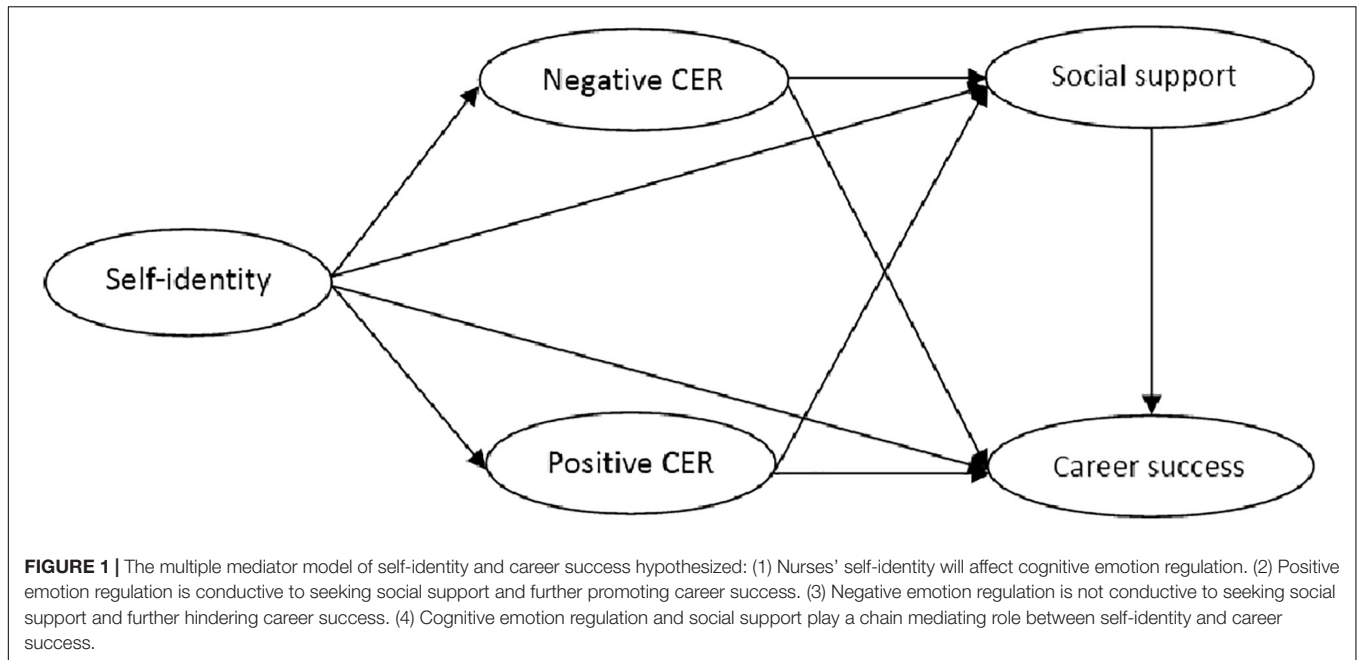 Negative CER
Social support
Self-identity
Positive CER
Career success
FIGURE 1 | The multiple mediator model of self-identity and career success hypothesized: (1) Nurses' self-identity will affect cognitive emotion regulation. (2) Positive
emotion regulation is conductive to seeking social support and further promoting career success. (3) Negative emotion regulation is not conductive to seeking social
support and further hindering career success. (4) Cognitive emotion regulation and social support play a chain mediating role between self-identity and career
success.